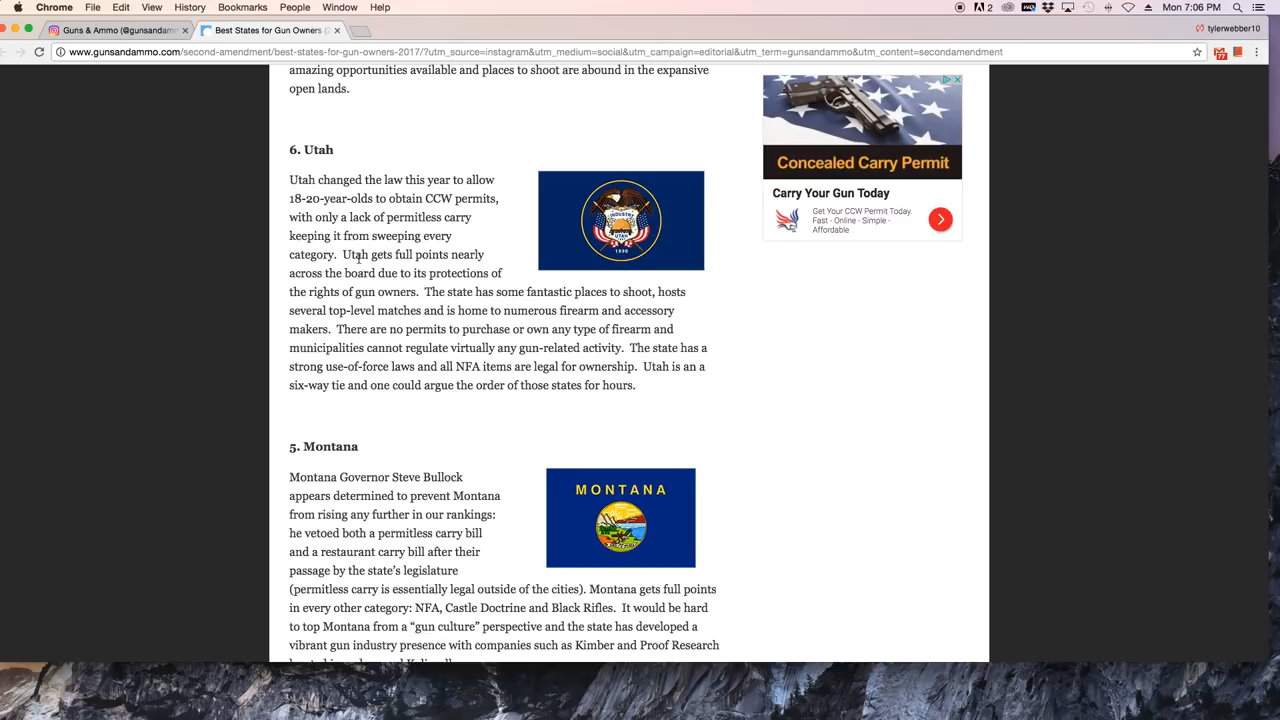 Chrome File Edit View History Bookmarks People Window Help
2
Mon 7:06 PM
Guns & Ammo (@gunsandamm
Best States for Gun Owners (2
tylerwebber10
www.gunsandammo.com/second-amendment/best-states-for-gun-owners-2017/?utm_source=instagram&utm_medium=social&utm_campaign=editorial&utm_term=gunsandammo&utm_content=secondamendment
77
amazing opportunities available and places to shoot are abound in the expansive
open lands.
6. Utah
Utah changed the law this year to allow
18-20-year-olds to obtain CCW permits,
with only a lack of permitless carry
keeping it from sweeping every
category. Utah gets full points nearly
across the board due to its protections of
the rights of gun owners. The state has some fantastic places to shoot, hosts
several top-level matches and is home to numerous firearm and accessory
makers. There are no permits to purchase or own any type of firearm and
municipalities cannot regulate virtually any gun-related activity. The state has a
strong use-of-force laws and all NFA items are legal for ownership. Utah is an a
six-way tie and one could argue the order of those states for hours.
INDUSTRY
UTAH
1896
5. Montana
Montana Governor Steve Bullock
appears determined to prevent Montana
from rising any further in our rankings:
he vetoed both a permitless carry bill
and a restaurant carry bill after their
passage by the state's legislature
(permitless carry is essentially legal outside of the cities). Montana gets full points
in every other category: NFA, Castle Doctrine and Black Rifles. It would be hard
to top Montana from a “gun culture” perspective and the state has developed a
vibrant gun industry presence with companies such as Kimber and Proof Research
MONTANA
Concealed Carry Permit
Carry Your Gun Today
Get Your CCW Permit Today.
Fast - Online - Simple -
Affordable